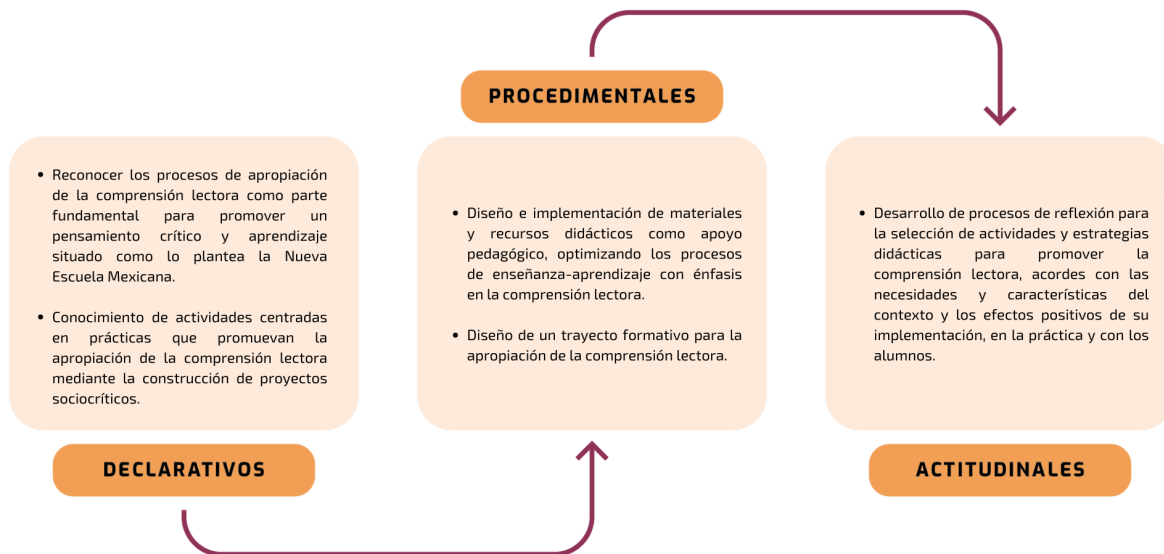 PROCEDIMENTALES
• Reconocer los procesos de apropiación
de la comprensión lectora como parte
fundamental para promover un
pensamiento crítico y aprendizaje
situado como lo plantea la Nueva
Escuela Mexicana.
• Conocimiento de actividades centradas
en prácticas que promuevan la
apropiación de la comprensión lectora
mediante la construcción de proyectos
sociocríticos.
DECLARATIVOS
• Diseño e implementación de materiales
y recursos didácticos como apoyo
pedagógico, optimizando los procesos
de enseñanza-aprendizaje con énfasis
en la comprensión lectora.
• Diseño de un trayecto formativo para la
apropiación de la comprensión lectora.
• Desarrollo de procesos de reflexión para
la selección de actividades y estrategias
didácticas para promover la
comprensión lectora, acordes con las
necesidades y características del
contexto y los efectos positivos de su
implementación, en la práctica y con los
alumnos.
ACTITUDINALES